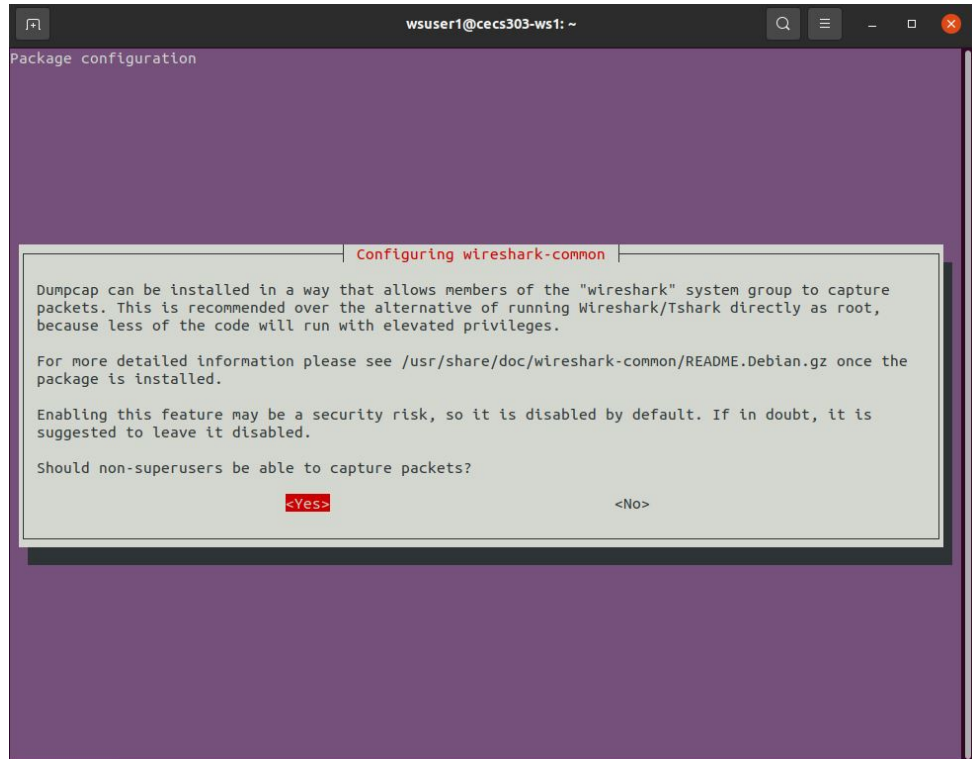 wsuser1@cecs303-ws1: ~
Package configuration
Configuring wireshark-common
Dumpcap can be installed in a way that allows members of the "wireshark" system group to capture
packets. This is recommended over the alternative of running Wireshark/Tshark directly as root,
because less of the code will run with elevated privileges.
For more detailed information please see /usr/share/doc/wireshark-common/README.Debian.gz once the
package is installed.
Enabling this feature may be a security risk, so it is disabled by default. If in doubt, it is
suggested to leave it disabled.
Should non-superusers be able to capture packets?
<Yes> <No>